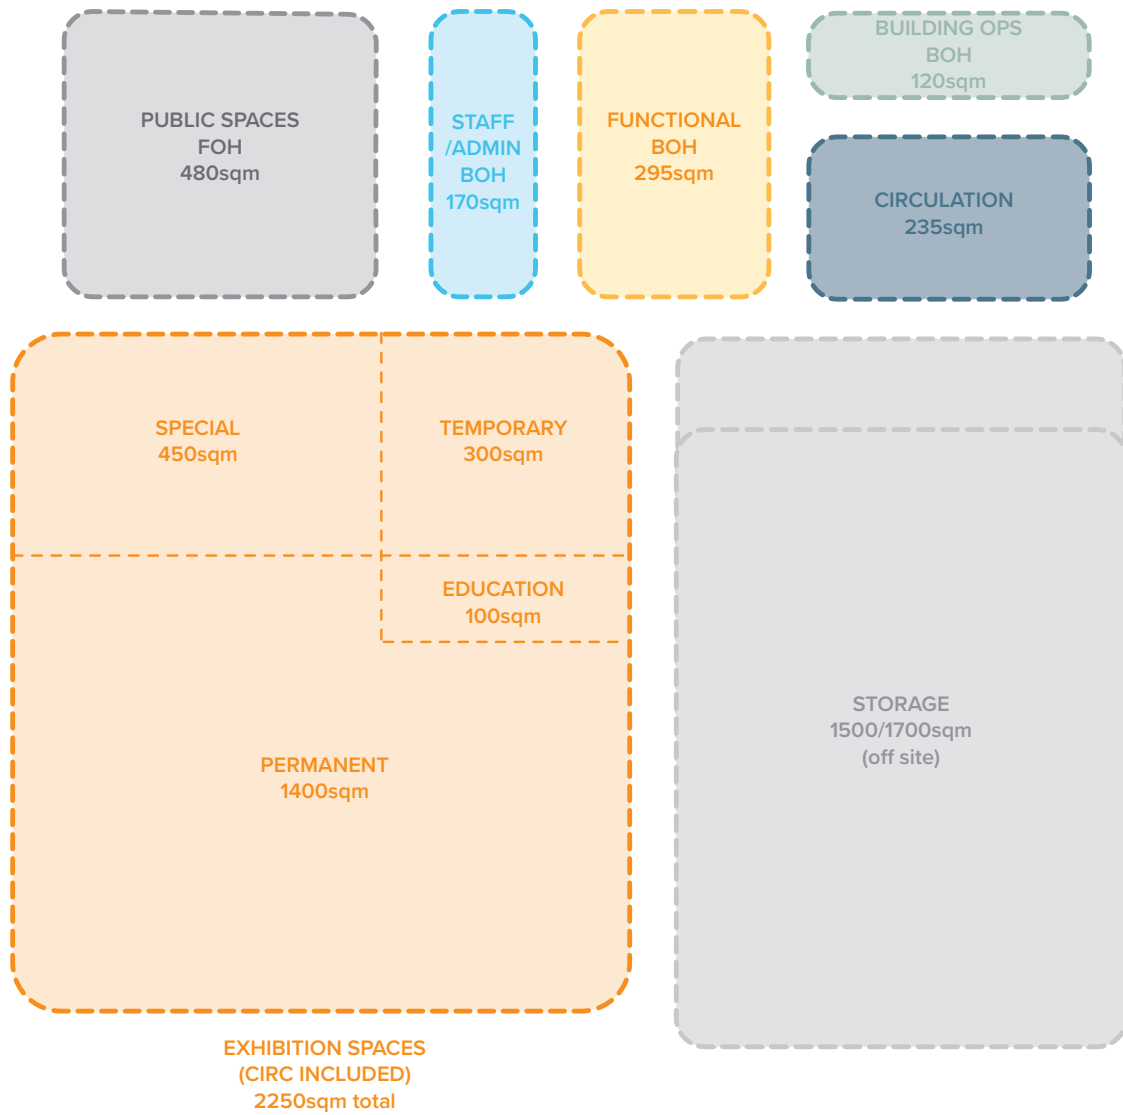 PUBLIC SPACES
FOH
480sqm
STAFF
/ADMIN
BOH
170sqm
FUNCTIONAL
BOH
295sqm
BUILDING OPS
BOH
120sqm
CIRCULATION
235sqm
SPECIAL
450sqm
TEMPORARY
300sqm
EDUCATION
100sqm
PERMANENT
1400sqm
STORAGE
1500/1700sqm
(off site)
EXHIBITION SPACES
(CIRC INCLUDED)
2250sqm total